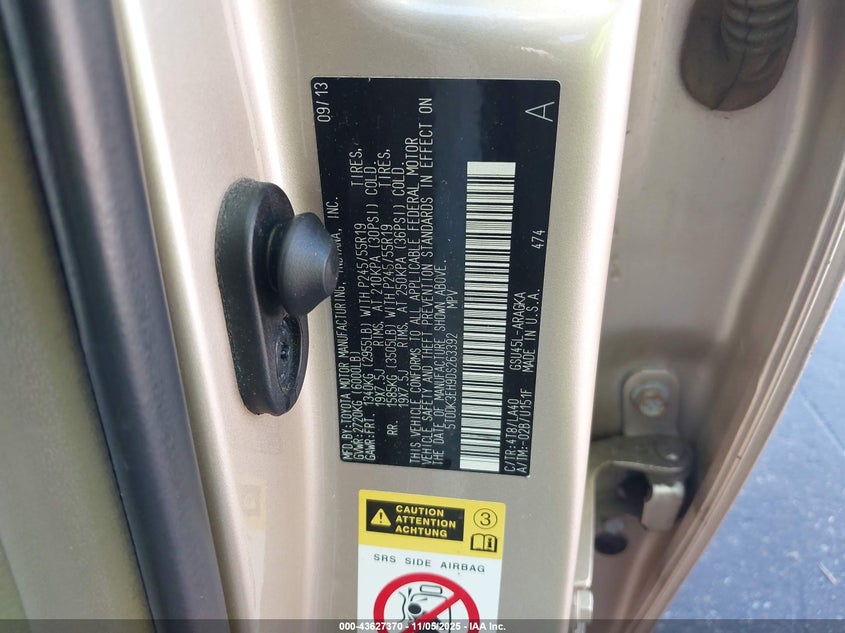 09/13
MFD.BY:TOYOTA MOTOR MANUFACTURING, INDIANA, INC.
GVWR:2720KG (6000LB)
GAWR:FRT. 1340KG (2955LB) WITH P245/55R19 TIRES,
19X7.5J RIMS, AT 210KPA (30PSI) COLD.
RR. 1585KG (3505LB) WITH P245/55R19 TIRES,
19X7.5J RIMS, AT 250KPA (36PSI) COLD.
THIS VEHICLE CONFORMS TO ALL APPLICABLE FEDERAL MOTOR
VEHICLE SAFETY AND THEFT PREVENTION STANDARDS IN EFFECT ON
THE DATE OF MANUFACTURE SHOWN ABOVE.
5TDDK3EH9DS263392 MPV
C/TR:4T8/LA40 GSU45L-ARAGKA 474
A/TM:-02B/U151F MADE IN U.S.A.
A
CAUTION
ATTENTION
ACHTUNG
3
SRS SIDE AIRBAG
000-43627370 - 11/05/2025 - IAA Inc.